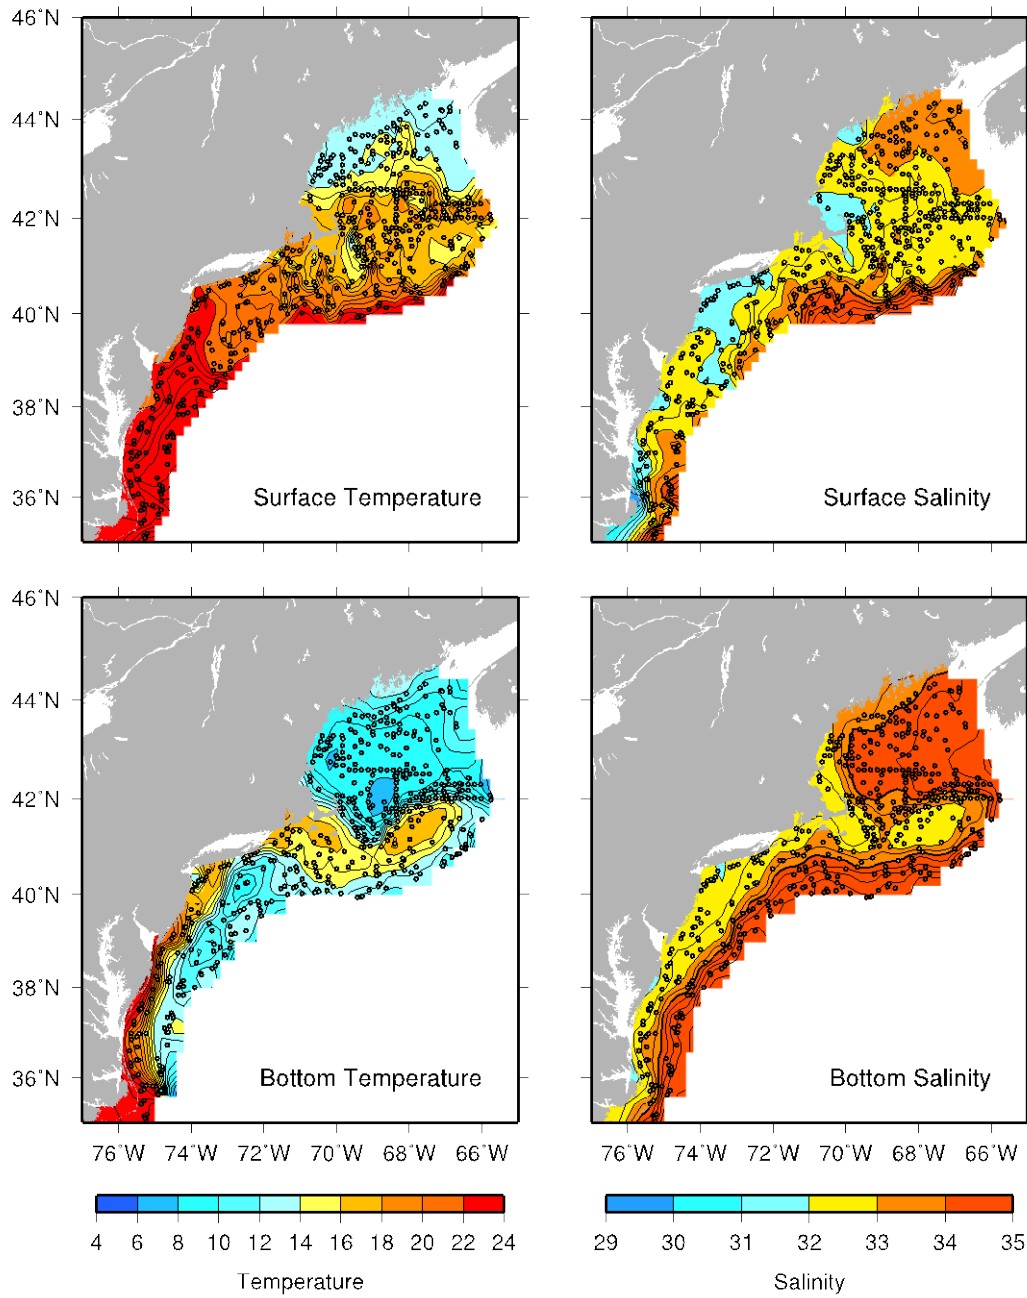 46°N
44°N
42°N
40°N
38°N
36°N
Surface Temperature
Surface Salinity
46°N
44°N
42°N
40°N
38°N
36°N
Bottom Temperature
Bottom Salinity
76°W 74°W 72°W 70°W 68°W 66°W
76°W 74°W 72°W 70°W 68°W 66°W
4 6 8 10 12 14 16 18 20 22 24
Temperature
29 30 31 32 33 34 35
Salinity